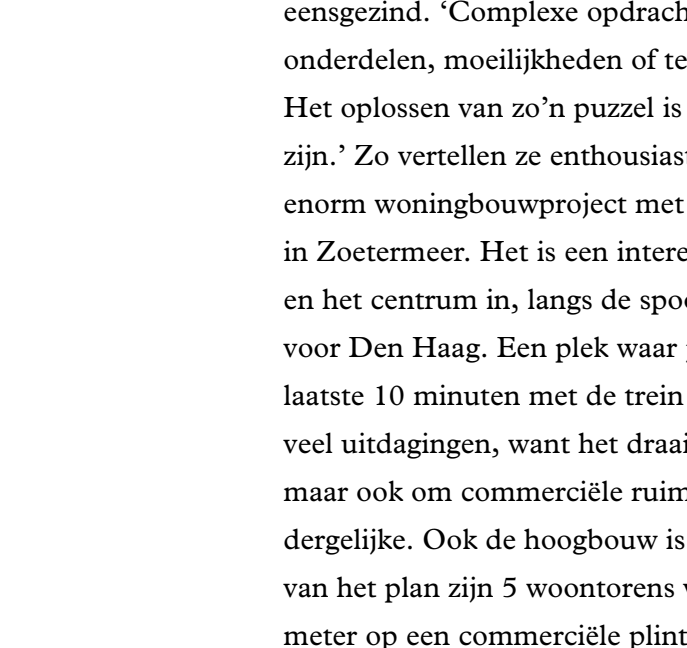 eensgezind. ‘Complexe opdrach
onderdelen, moeilijkheden of te
Het oplossen van zo’n puzzel is
zijn.’ Zo vertellen ze enthousiast
enorm woningbouwproject met
in Zoetermeer. Het is een intere
en het centrum in, langs de spoo
voor Den Haag. Een plek waar
laatste 10 minuten met de trein
veel uitdagingen, want het draai
maar ook om commerciële ruim
dergelijke. Ook de hoogbouw is
van het plan zijn 5 woontorens
meter op een commerciële plint